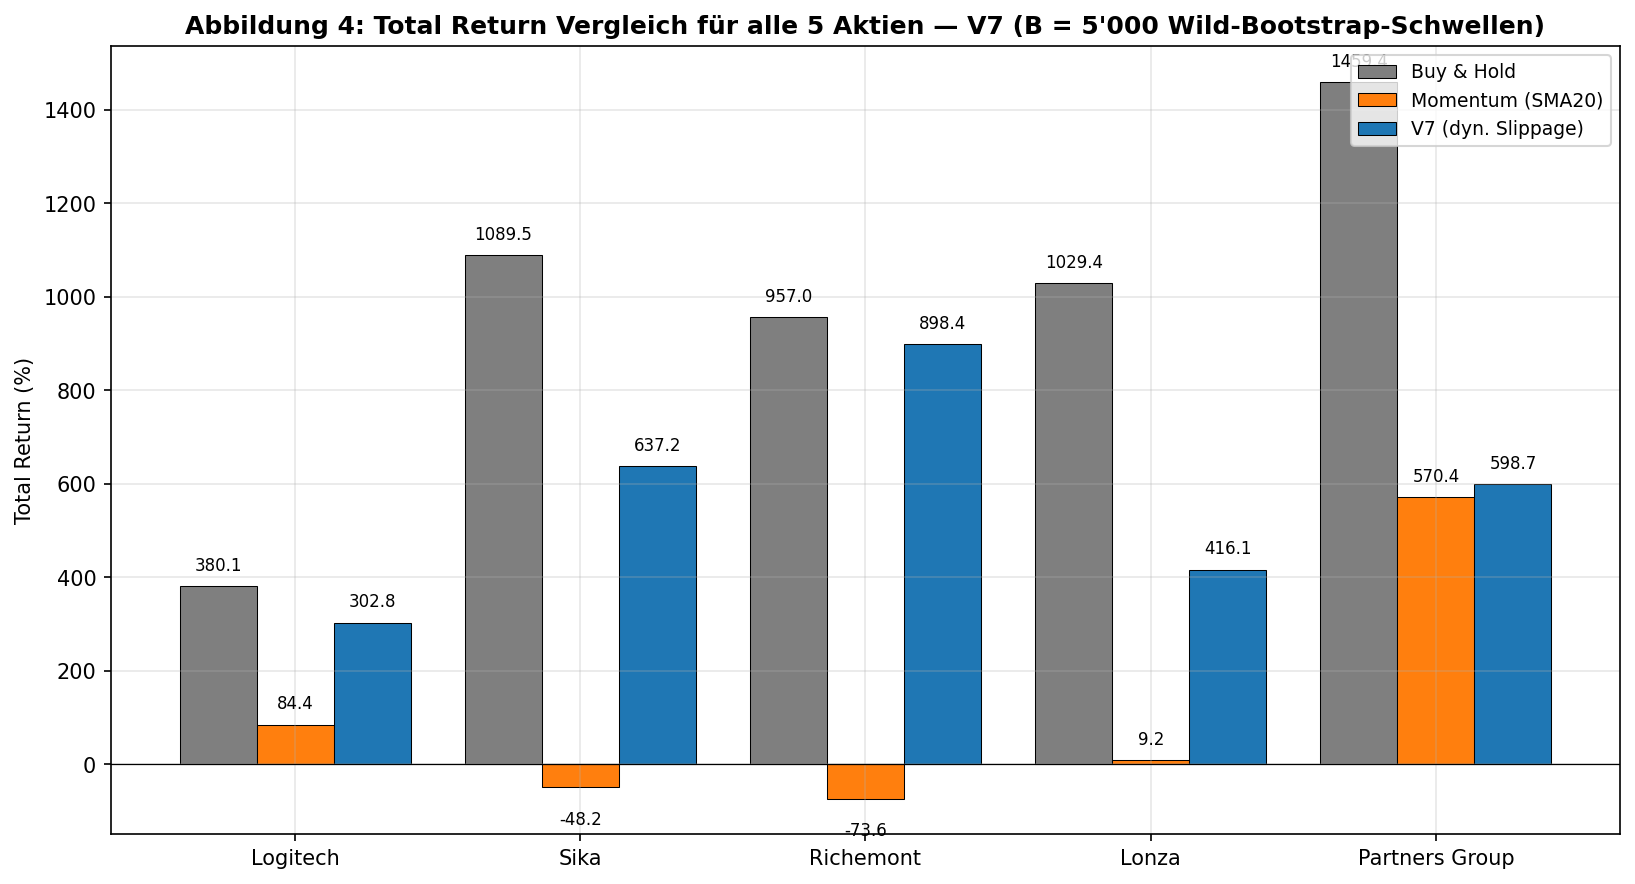 Abbildung 4: Total Return Vergleich für alle 5 Aktien — V7 (B = 5'000 Wild-Bootstrap-Schwellen)
Total Return (%)
1400
1200
1000
800
600
400
200
0
Buy & Hold
Momentum (SMA20)
V7 (dyn. Slippage)
380.1
84.4
302.8
1089.5
-48.2
637.2
957.0
-73.6
898.4
1029.4
9.2
416.1
1459.4
570.4
598.7
Logitech
Sika
Richemont
Lonza
Partners Group